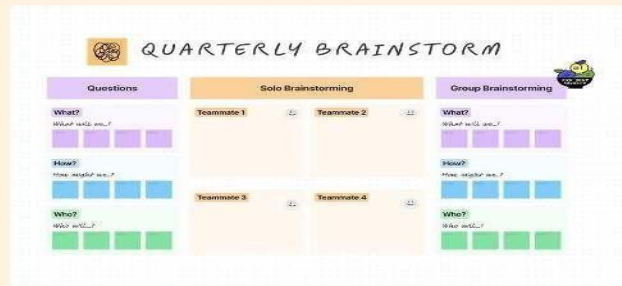 QUARTERLY BRAINSTORM
Questions
What?
What will we...?
How?
How might we..?
Who?
Who will...?
Solo Brainstorming
Teammate 1
Teammate 2
Teammate 3
Teammate 4
Group Brainstorming
What?
What will we...?
How?
How might we..?
Who?
Who will...?